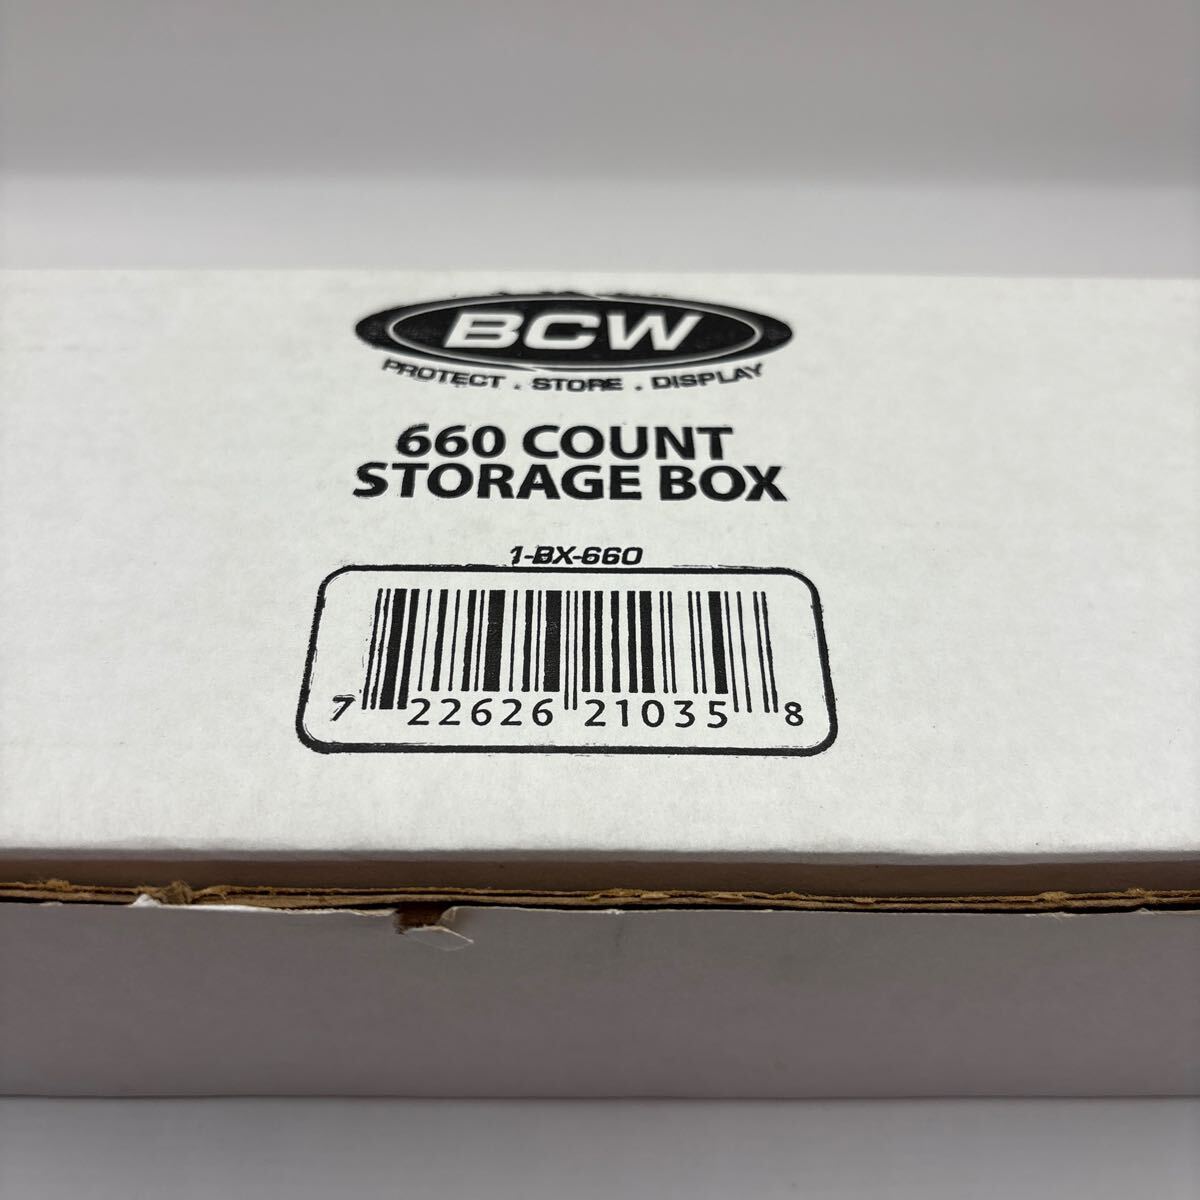 BCW
PROTECT . STORE . DISPLAY
660 COUNT
STORAGE BOX
1-BX-660
7 22626 21035 8